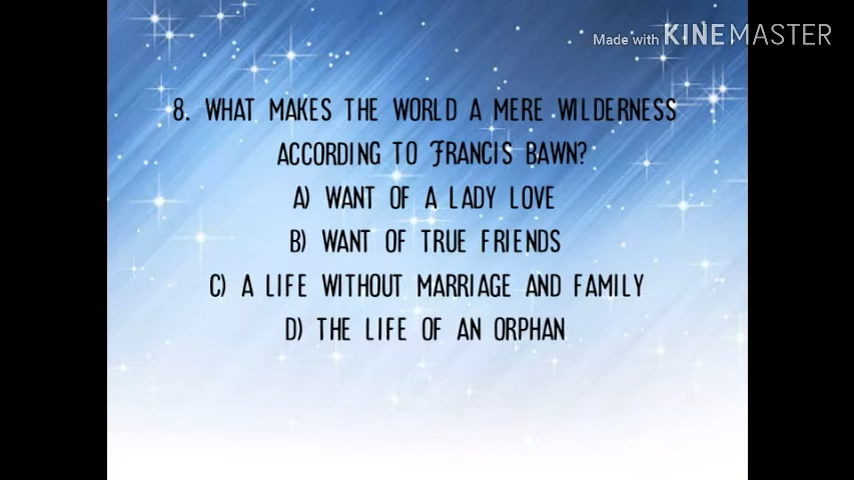 Made with KINEMASTER
8. WHAT MAKES THE WORLD A MERE WILDERNESS
ACCORDING TO FRANCIS BAWN?
A) WANT OF A LADY LOVE
B) WANT OF TRUE FRIENDS
C) A LIFE WITHOUT MARRIAGE AND FAMILY
D) THE LIFE OF AN ORPHAN